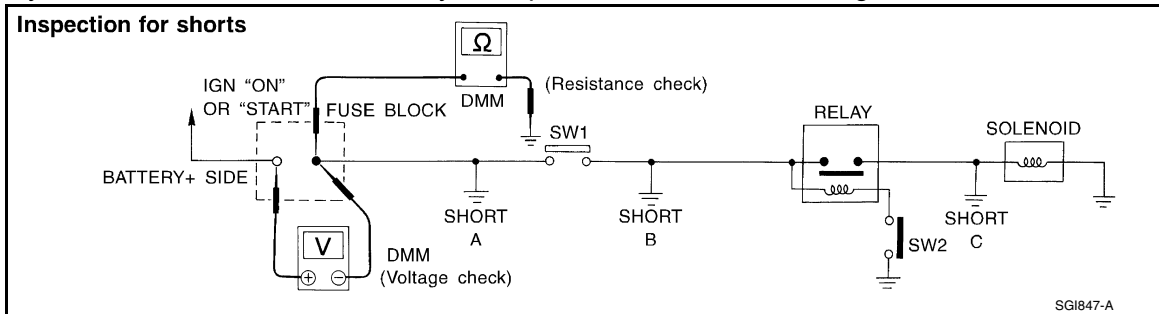 Inspection for shorts
Ω
DMM
(Resistance check)
IGN “ON”
OR “START”
FUSE BLOCK
BATTERY+ SIDE
SW1
RELAY
SOLENOID
SHORT
A
SHORT
B
SHORT
C
SW2
V
+ −
DMM
(Voltage check)
SGI847-A